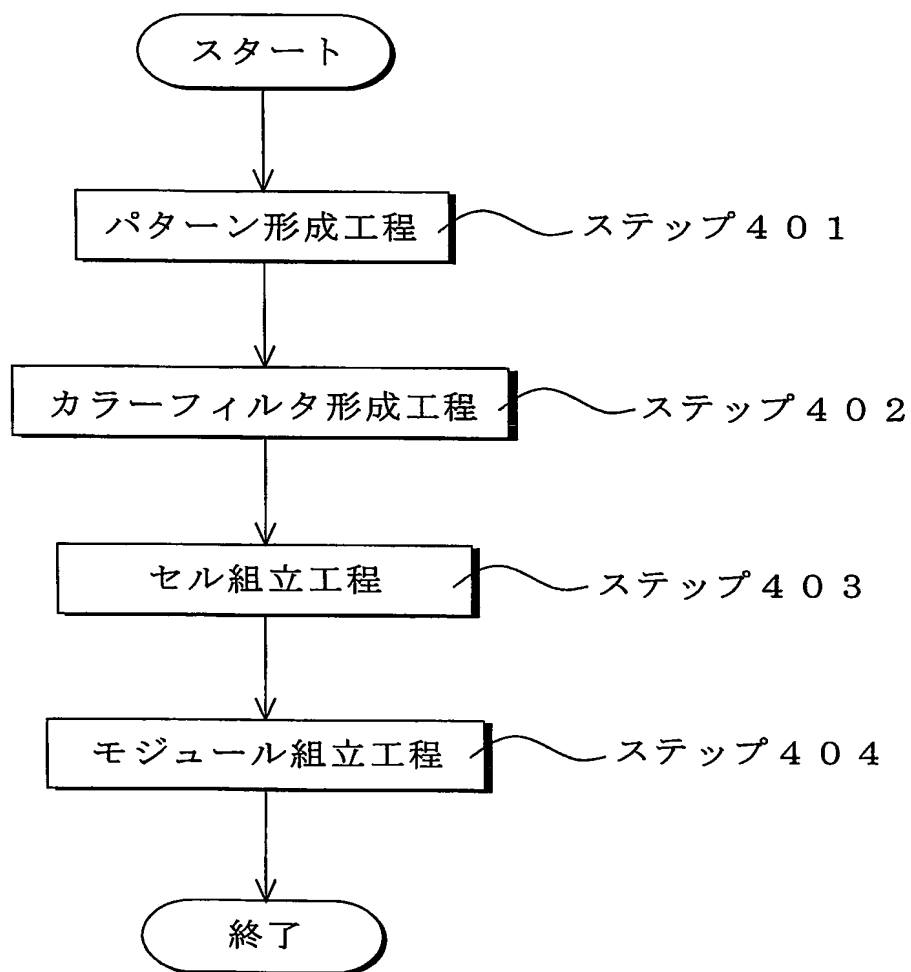 スタート
パターン形成工程 ステップ401
カラーフィルタ形成工程 ステップ402
セル組立工程 ステップ403
モジュール組立工程 ステップ404
終了